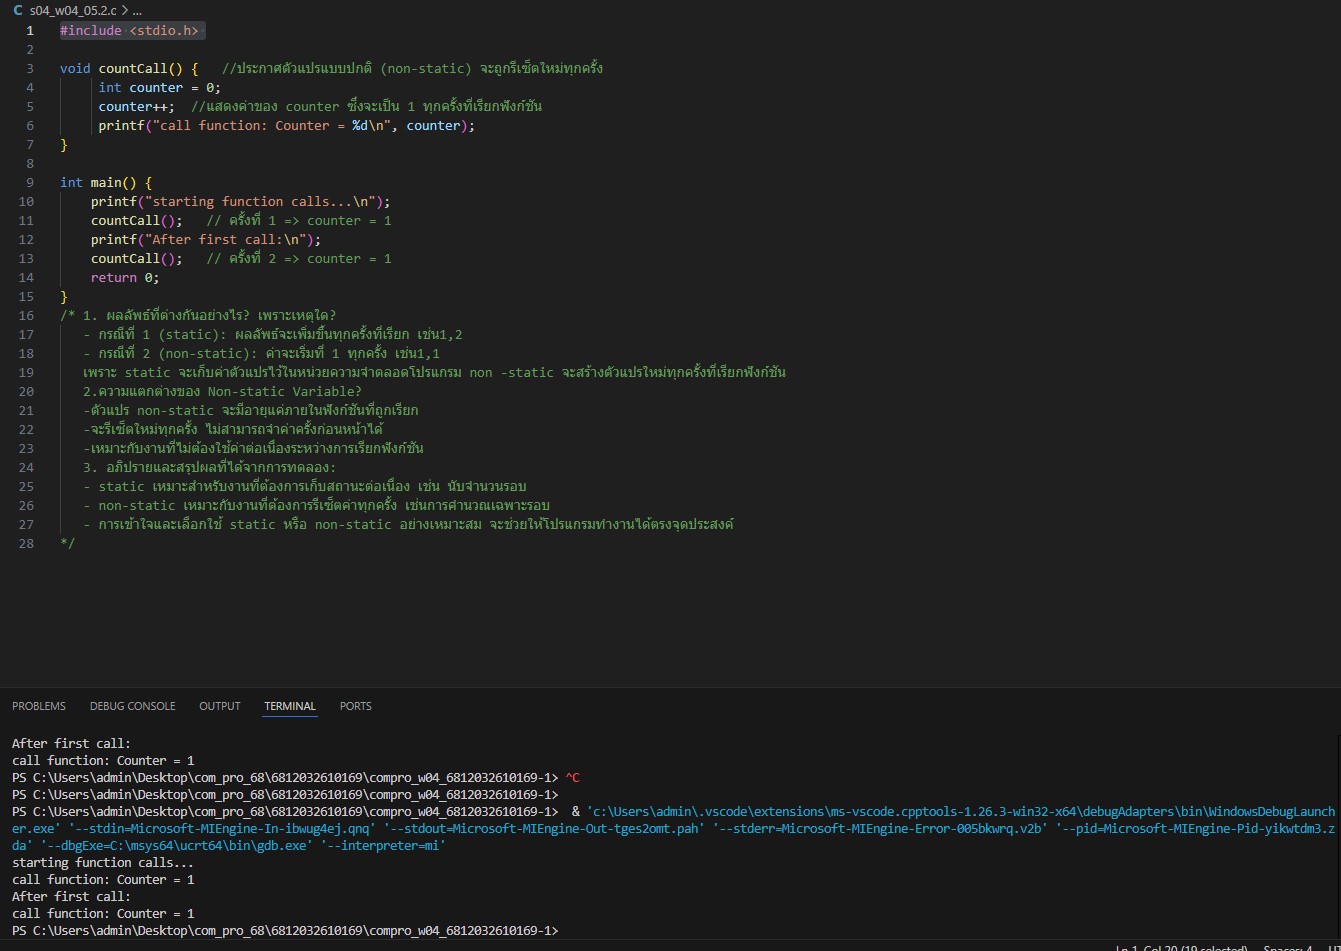 C s04_w04_05.2.c > ...
1 #include <stdio.h>
2
3 void countCall() { //ประกาศตัวแปรแบบปกติ (non-static) จะถูกรีเซ็ตใหม่ทุกครั้ง
4 int counter = 0;
5 counter++; //แสดงค่าของ counter ซึ่งจะเป็น 1 ทุกครั้งที่เรียกฟังก์ชัน
6 printf("call function: Counter = %d\n", counter);
7 }
8
9 int main() {
10 printf("starting function calls...\n");
11 countCall(); // ครั้งที่ 1 => counter = 1
12 printf("After first call:\n");
13 countCall(); // ครั้งที่ 2 => counter = 1
14 return 0;
15 }
16 /* 1. ผลลัพธ์ที่ต่างกันอย่างไร? เพราะเหตุใด?
17 - กรณีที่ 1 (static): ผลลัพธ์จะเพิ่มขึ้นทุกครั้งที่เรียก เช่น1,2
18 - กรณีที่ 2 (non-static): ค่าจะเริ่มที่ 1 ทุกครั้ง เช่น1,1
19 เพราะ static จะเก็บค่าตัวแปรไว้ในหน่วยความจำตลอดโปรแกรม non -static จะสร้างตัวแปรใหม่ทุกครั้งที่เรียกฟังก์ชัน
20 2.ความแตกต่างของ Non-static Variable?
21 -ตัวแปร non-static จะมีอายุแค่ภายในฟังก์ชันที่ถูกเรียก
22 -จะรีเซ็ตใหม่ทุกครั้ง ไม่สามารถจำค่าครั้งก่อนหน้าได้
23 -เหมาะกับงานที่ไม่ต้องใช้ค่าต่อเนื่องระหว่างการเรียกฟังก์ชัน
24 3. อภิปรายและสรุปผลที่ได้จากการทดลอง:
25 - static เหมาะสำหรับงานที่ต้องการเก็บสถานะต่อเนื่อง เช่น นับจำนวนรอบ
26 - non-static เหมาะกับงานที่ต้องการรีเซ็ตค่าทุกครั้ง เช่นการคำนวณเฉพาะรอบ
27 - การเข้าใจและเลือกใช้ static หรือ non-static อย่างเหมาะสม จะช่วยให้โปรแกรมทำงานได้ตรงจุดประสงค์
28 */
PROBLEMS DEBUG CONSOLE OUTPUT TERMINAL PORTS
After first call:
call function: Counter = 1
PS C:\Users\admin\Desktop\com_pro_68\6812032610169\compro_w04_6812032610169-1> ^C
PS C:\Users\admin\Desktop\com_pro_68\6812032610169\compro_w04_6812032610169-1>
PS C:\Users\admin\Desktop\com_pro_68\6812032610169\compro_w04_6812032610169-1> & 'c:\Users\admin\.vscode\extensions\ms-vscode.cpptools-1.26.3-win32-x64\debugAdapters\bin\WindowsDebugLaunch
er.exe' '--stdin=Microsoft-MIEngine-In-ibwug4ej.qnq' '--stdout=Microsoft-MIEngine-Out-tges2omt.pah' '--stderr=Microsoft-MIEngine-Error-005bkwrq.v2b' '--pid=Microsoft-MIEngine-Pid-yikwtdm3.z
da' '--dbgExe=C:\msys64\ucrt64\bin\gdb.exe' '--interpreter=mi'
starting function calls...
call function: Counter = 1
After first call:
call function: Counter = 1
PS C:\Users\admin\Desktop\com_pro_68\6812032610169\compro_w04_6812032610169-1>
Ln 1, Col 20 (19 selected) Spaces: 4